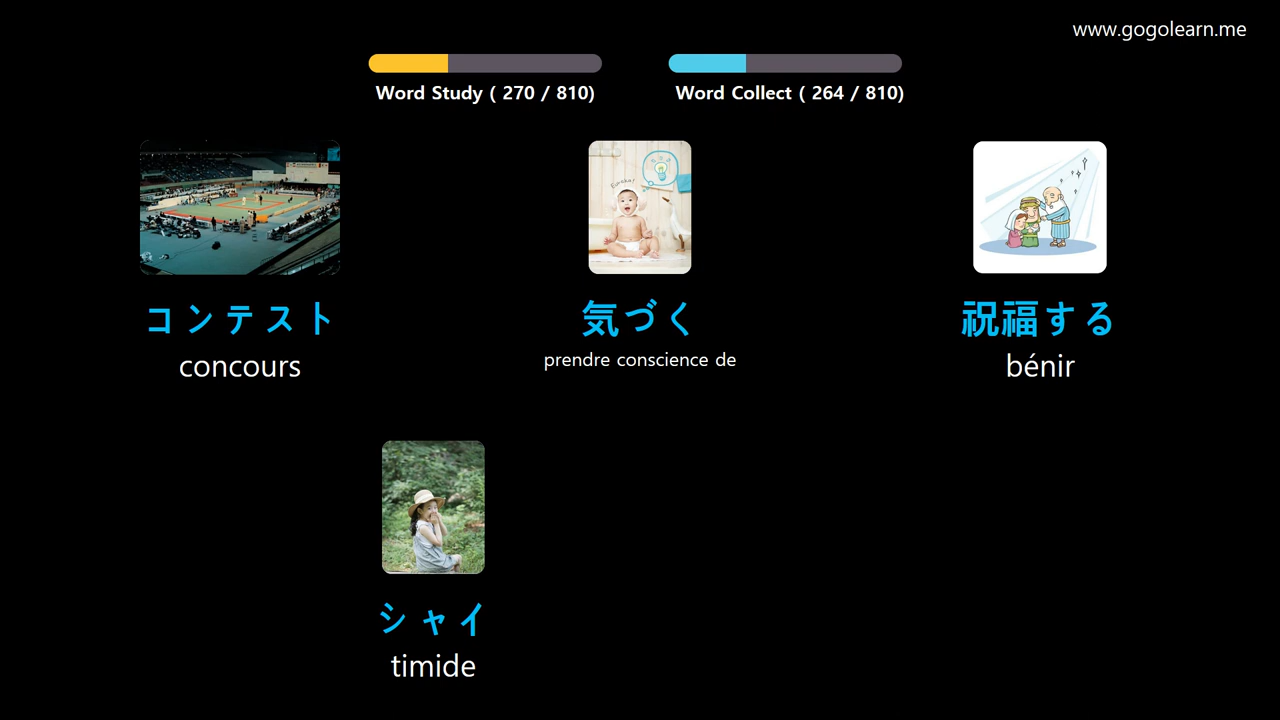 www.gogolearn.me
Word Study ( 270 / 810)
Word Collect ( 264 / 810)
Eureka!
コンテスト
concours
気づく
prendre conscience de
祝福する
bénir
シャイ
timide